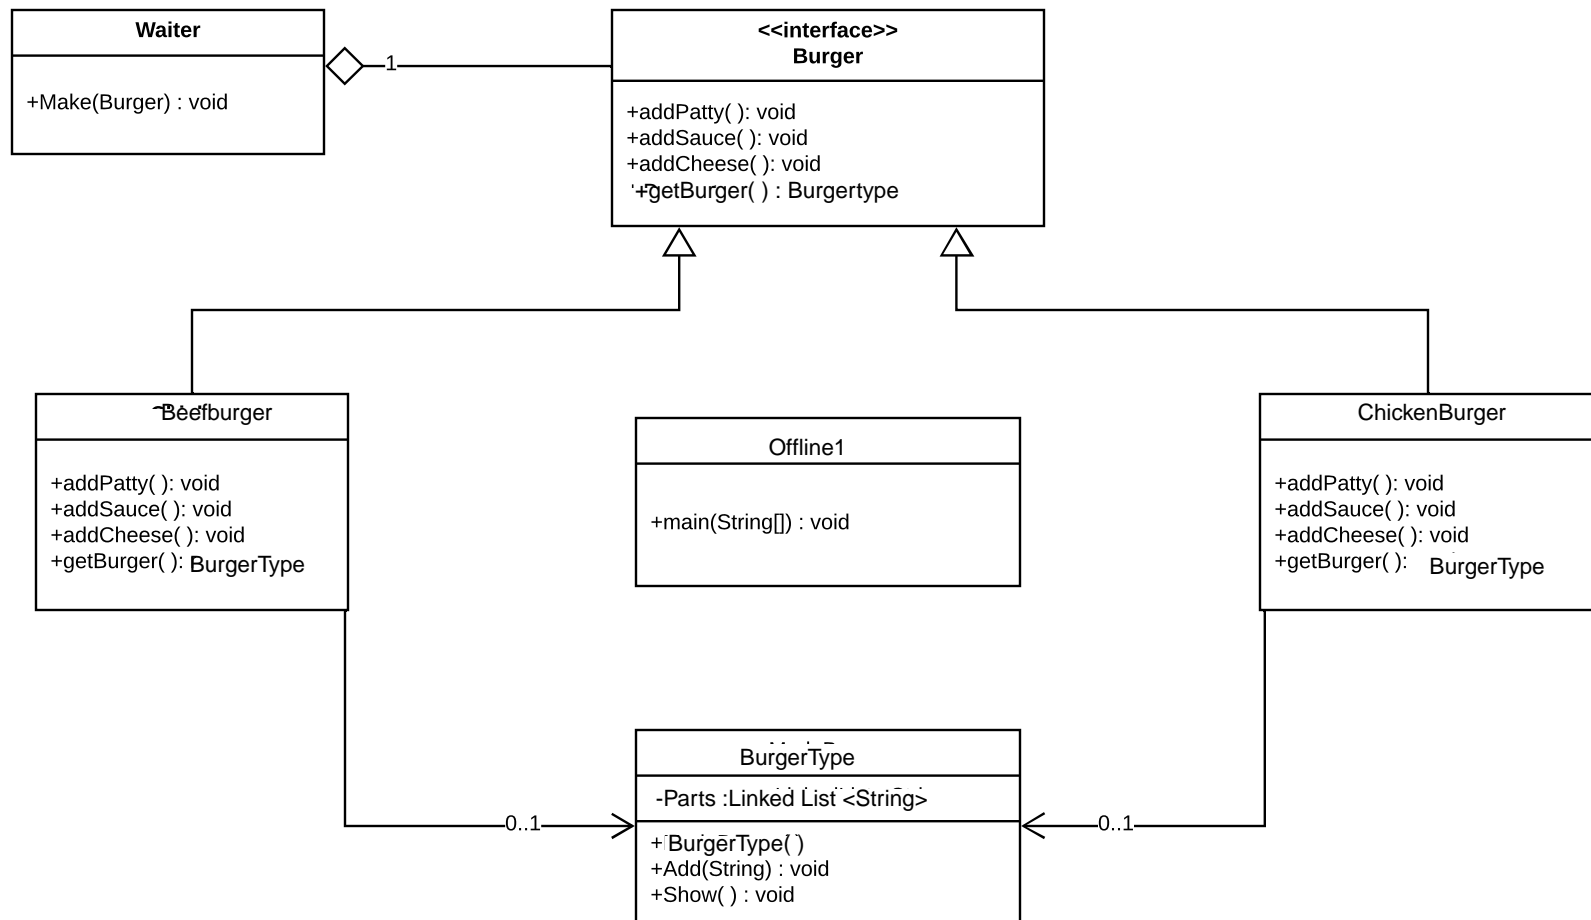 Waiter
+Make(Burger) : void
1
<<interface>>
Burger
+addPatty( ): void
+addSauce( ): void
+addCheese( ): void
+getBurger( ) : Burgertype
Beefburger
+addPatty( ): void
+addSauce( ): void
+addCheese( ): void
+getBurger( ): BurgerType
Offline1
+main(String[]) : void
ChickenBurger
+addPatty( ): void
+addSauce( ): void
+addCheese( ): void
+getBurger( ): BurgerType
0..1
0..1
BurgerType
-Parts :Linked List <String>
+BurgerType( )
+Add(String) : void
+Show( ) : void